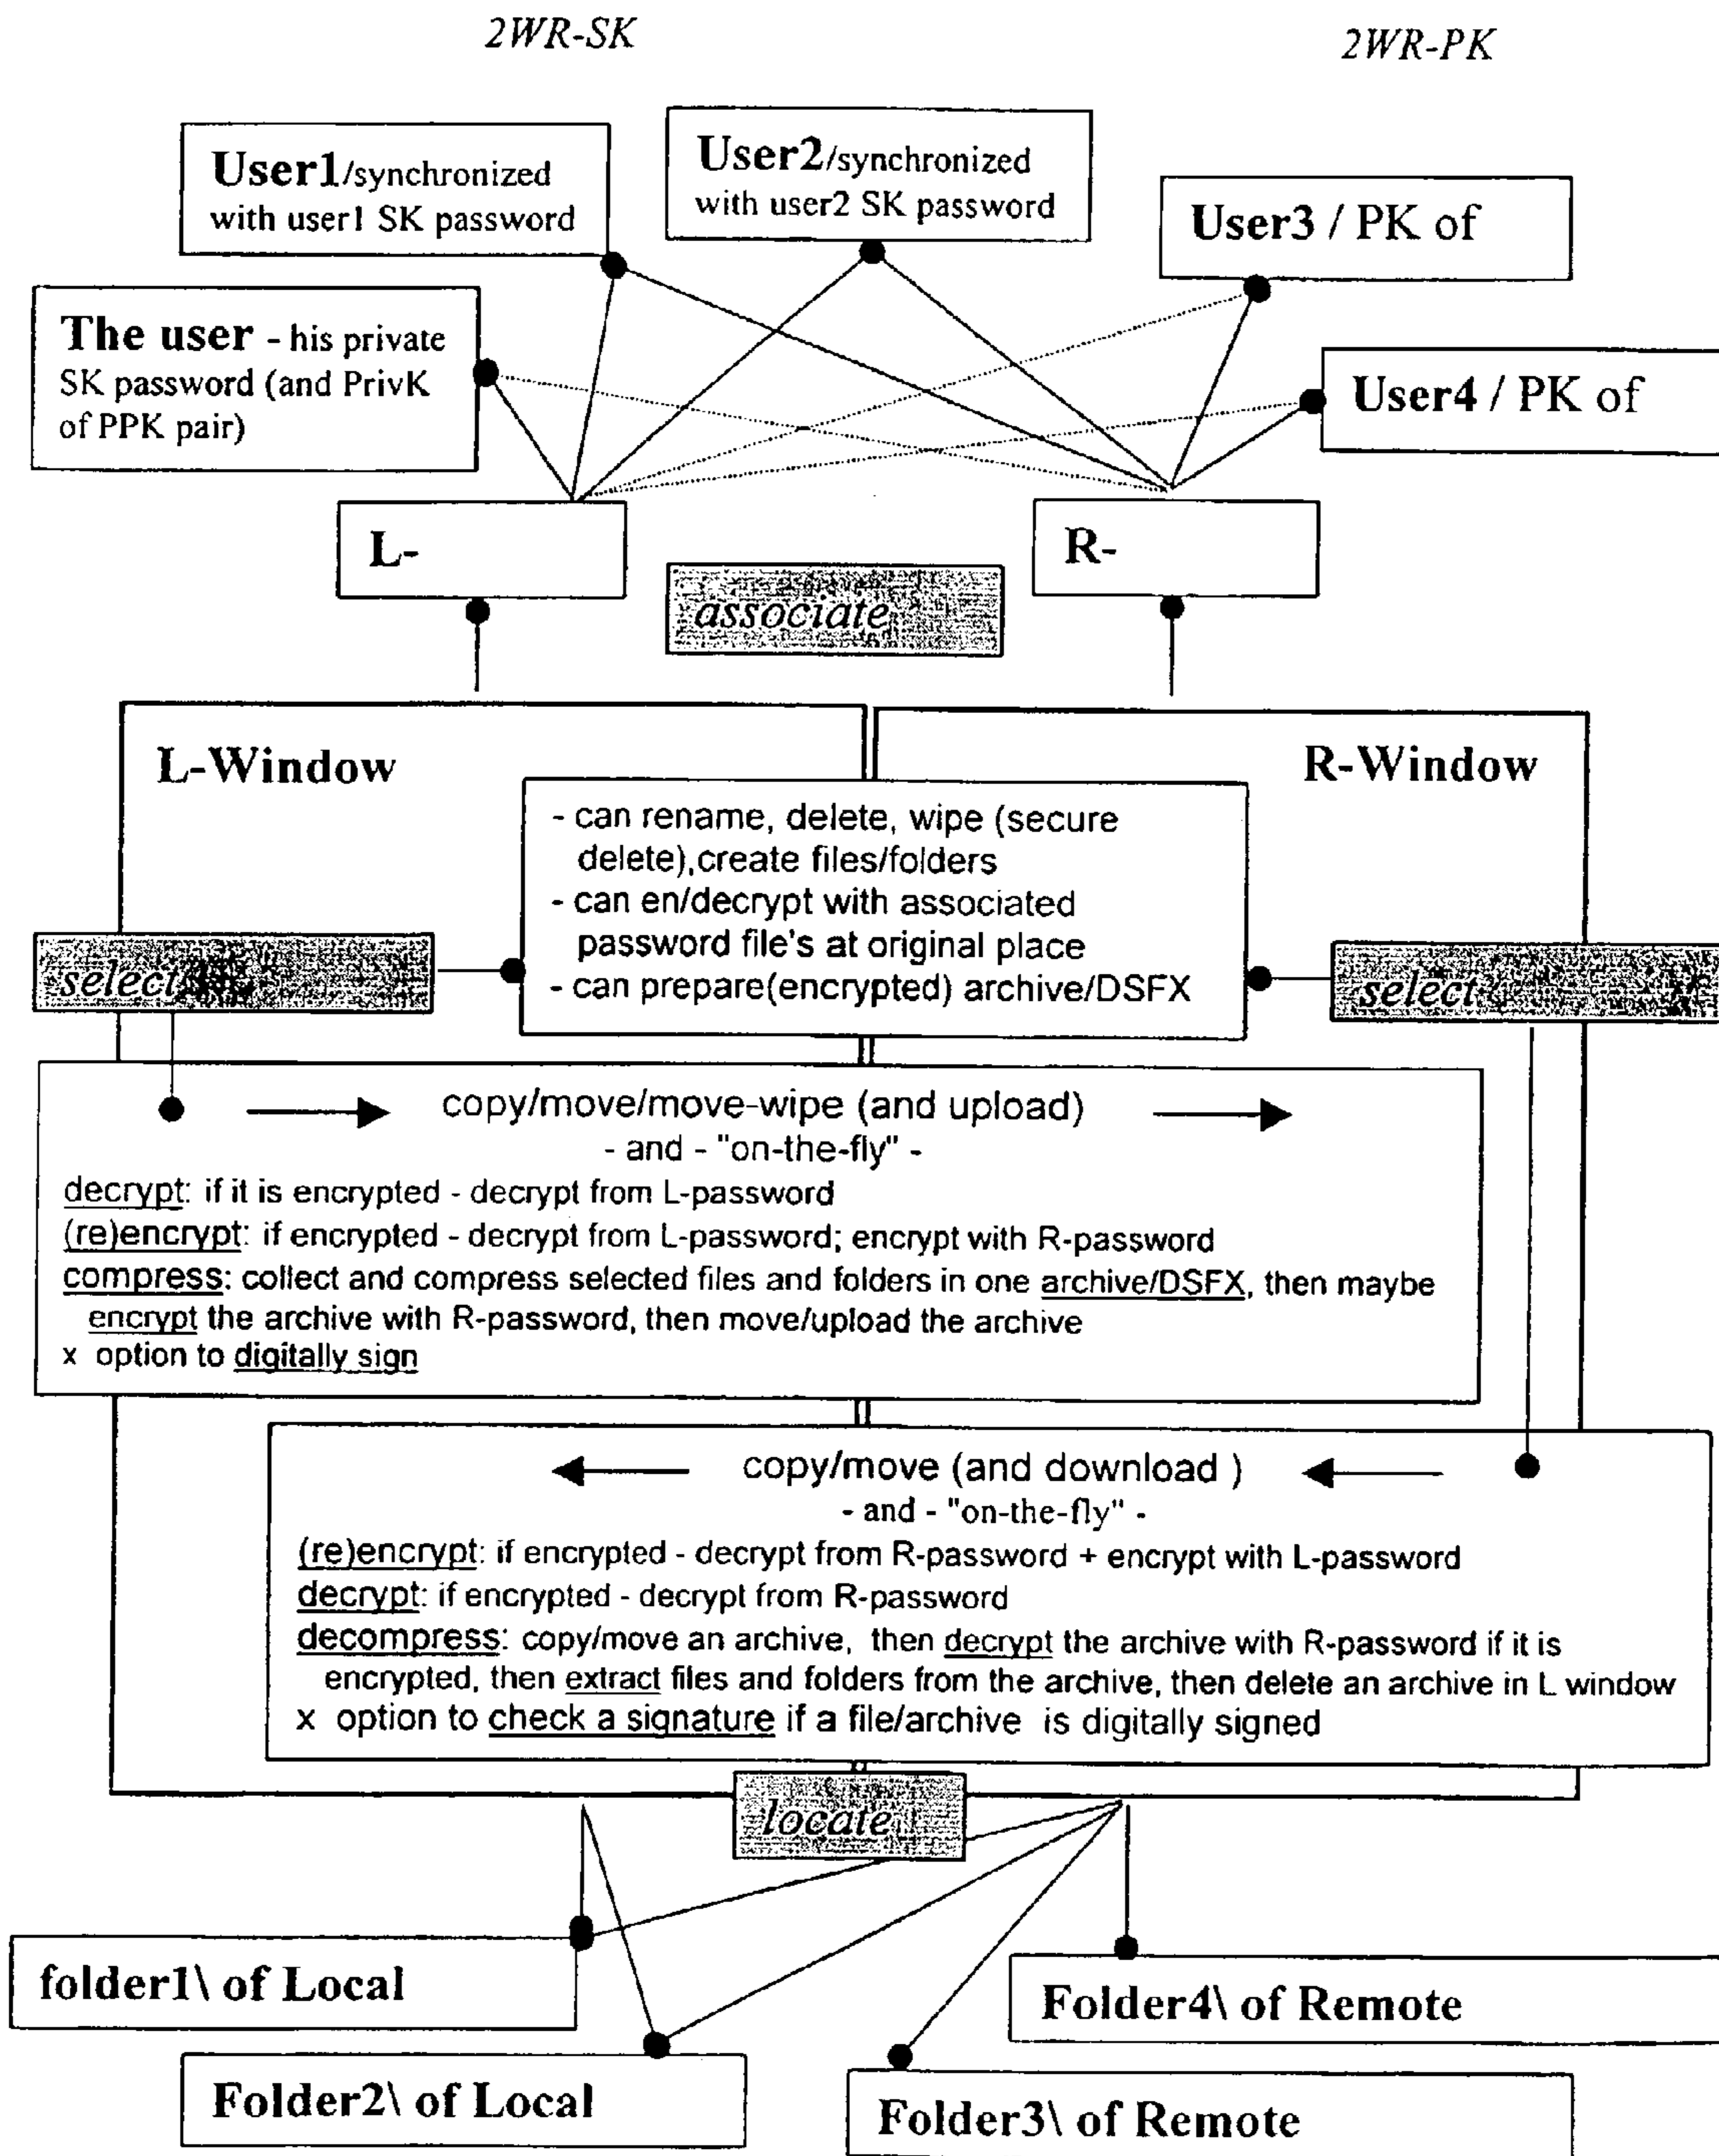 2WR-SK
2WR-PK
User1/synchronized
with user1 SK password
User2/synchronized
with user2 SK password
User3 / PK of
The user - his private
SK password (and PrivK
of PPK pair)
User4 / PK of
L-
R-
associate
L-Window
R-Window
- can rename, delete, wipe (secure
delete),create files/folders
- can en/decrypt with associated
password file's at original place
- can prepare(encrypted) archive/DSFX
select
select
copy/move/move-wipe (and upload)
- and - "on-the-fly" -
decrypt: if it is encrypted - decrypt from L-password
(re)encrypt: if encrypted - decrypt from L-password; encrypt with R-password
compress: collect and compress selected files and folders in one archive/DSFX, then maybe
encrypt the archive with R-password, then move/upload the archive
x option to digitally sign
copy/move (and download )
- and - "on-the-fly" -
(re)encrypt: if encrypted - decrypt from R-password + encrypt with L-password
decrypt: if encrypted - decrypt from R-password
decompress: copy/move an archive, then decrypt the archive with R-password if it is
encrypted, then extract files and folders from the archive, then delete an archive in L window
x option to check a signature if a file/archive is digitally signed
locate
folder1\ of Local
Folder4\ of Remote
Folder2\ of Local
Folder3\ of Remote